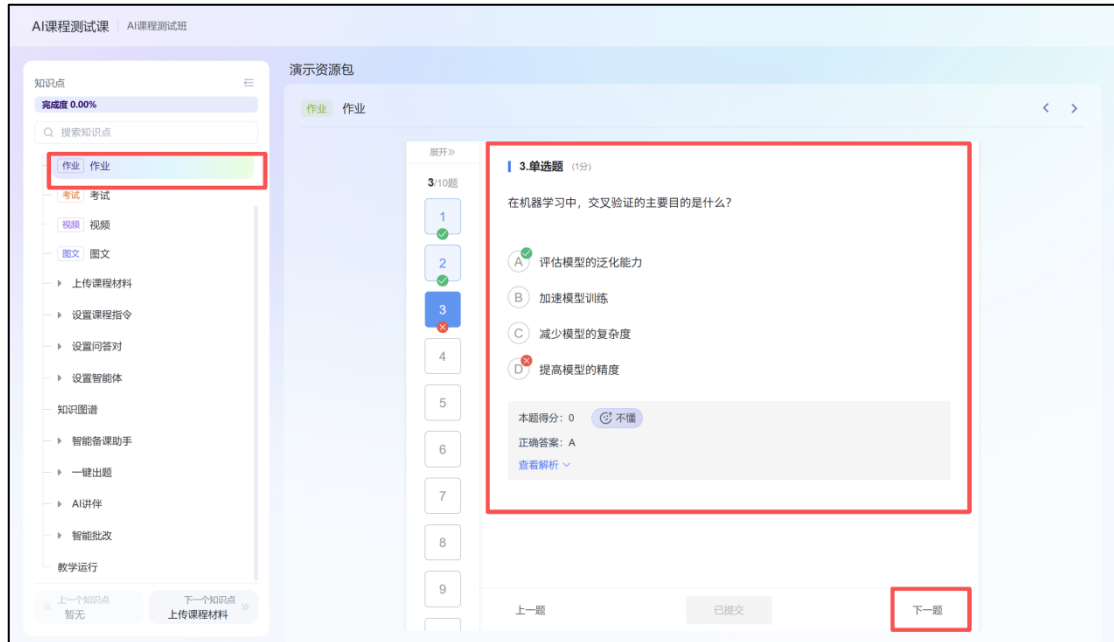 AI课程测试课 AI课程测试班
知识点
完成度 0.00%
搜索知识点
作业 作业
考试 考试
视频 视频
图文 图文
上传课程材料
设置课程指令
设置问答对
设置智能体
知识图谱
智能备课助手
一键出题
AI讲伴
智能批改
教学运行
上一个知识点
暂无
下一个知识点
上传课程材料
演示资源包
作业 作业
展开
3/10题
1
2
3
4
5
6
7
8
9
3.单选题 (1分)
在机器学习中，交叉验证的主要目的是什么？
A 评估模型的泛化能力
B 加速模型训练
C 减少模型的复杂度
D 提高模型的精度
本题得分：0 不懂
正确答案：A
查看解析
上一题
已提交
下一题